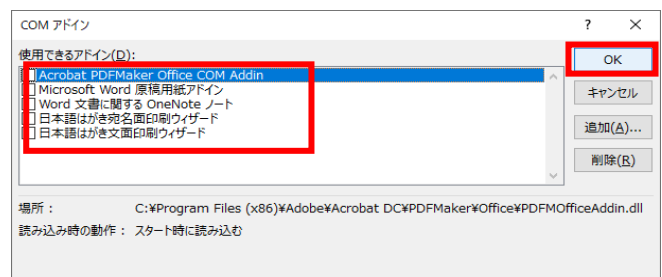 COM アドイン ? ×
使用できるアドイン(D):
Acrobat PDFMaker Office COM Addin
Microsoft Word 原稿用紙アドイン
Word 文書に関する OneNote ノート
日本語はがき宛名面印刷ウィザード
日本語はがき文面印刷ウィザード
OK
キャンセル
追加(A)...
削除(R)
場所： C:¥Program Files (x86)¥Adobe¥Acrobat DC¥PDFMaker¥Office¥PDFMOfficeAddin.dll
読み込み時の動作： スタート時に読み込む